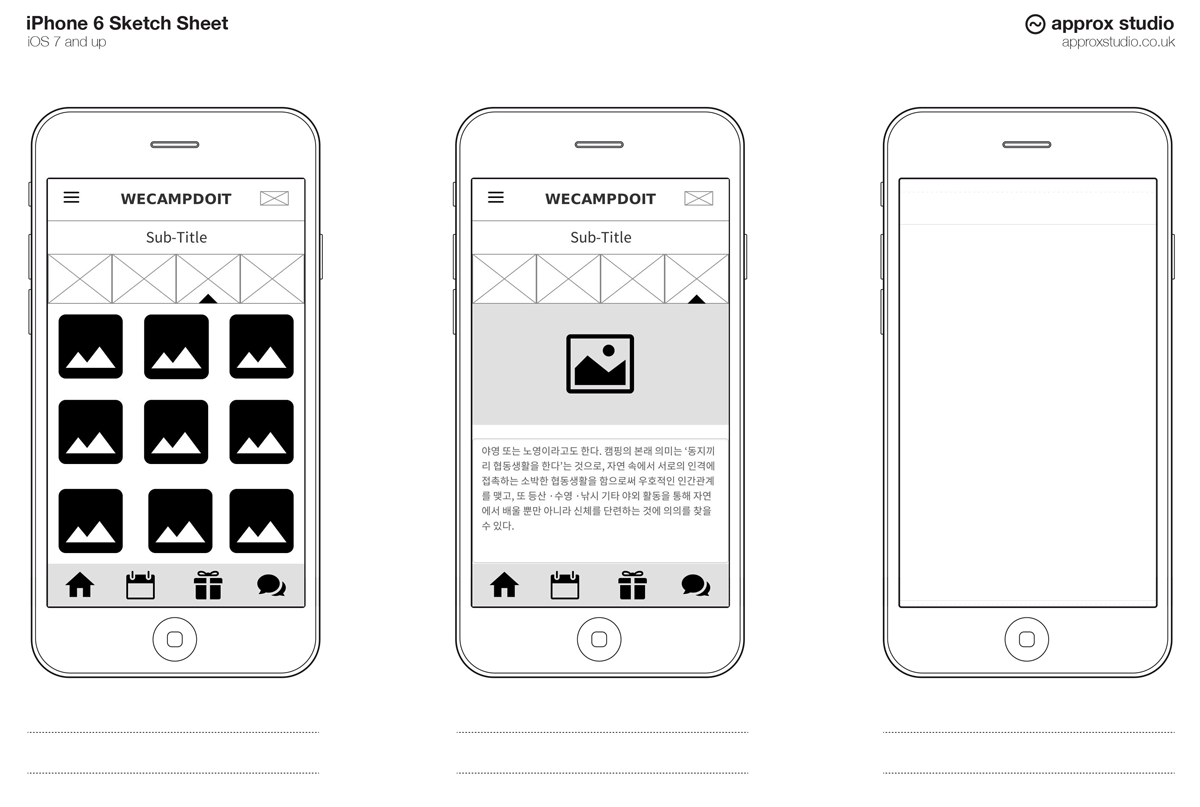 iPhone 6 Sketch Sheet
iOS 7 and up
approx studio
approxstudio.co.uk
WECAMPDOIT
Sub-Title
WECAMPDOIT
Sub-Title
야영 또는 노영이라고도 한다. 캠핑의 본래 의미는 ‘동지끼
리 협동생활을 한다’는 것으로, 자연 속에서 서로의 인격에
접촉하는 소박한 협동생활을 함으로써 우호적인 인간관계
를 맺고, 또 등산 · 수영 · 낚시 기타 야외 활동을 통해 자연
에서 배울 뿐만 아니라 신체를 단련하는 것에 의의를 찾을
수 있다.